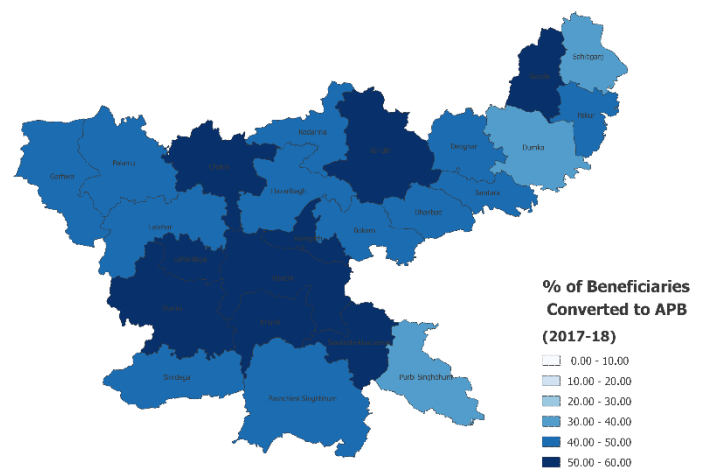 Sahibganj
Pakur
Kodarma
Deoghar
Dumka
Garhwa
Palamu
Hazaribagh
Jamtara
Dhanbad
Latehar
Bokaro
Simdega
Purbi Singhbhum
Paschimi Singhbhum
% of Beneficiaries
Converted to APB
(2017-18)
0.00 - 10.00
10.00 - 20.00
20.00 - 30.00
30.00 - 40.00
40.00 - 50.00
50.00 - 60.00